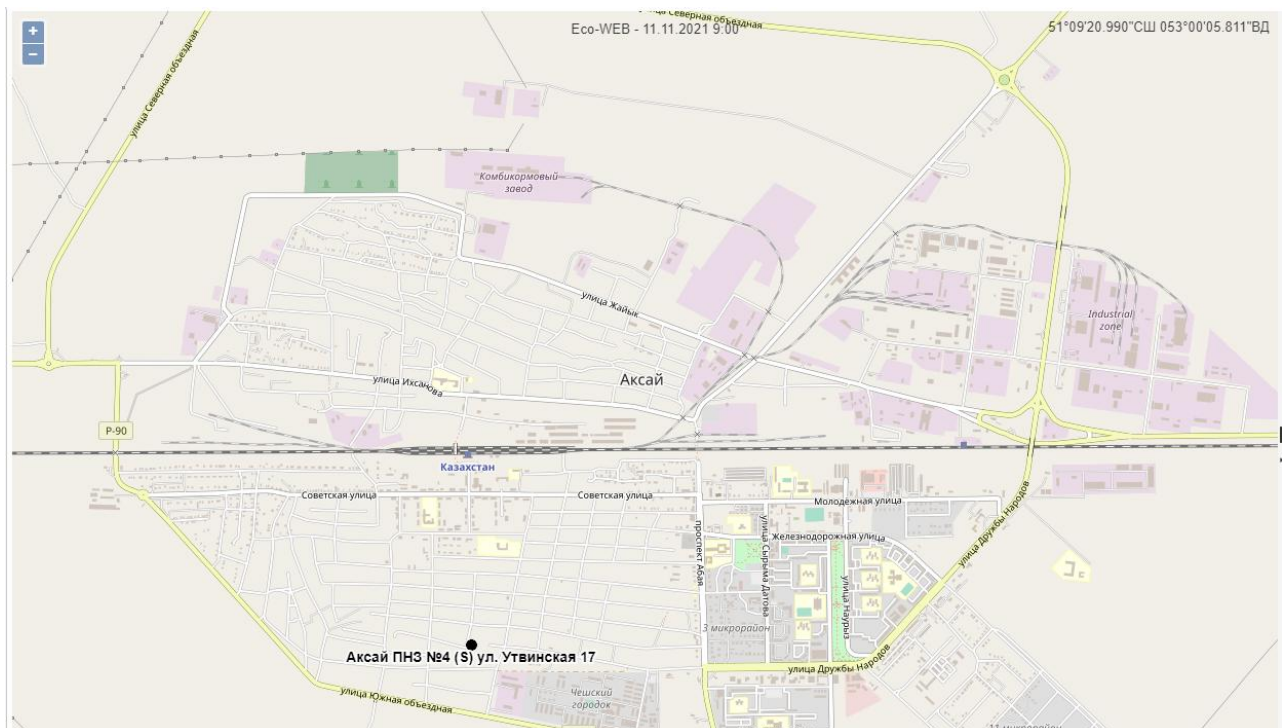 +
−
улица Северная объездная
Eco-WEB - 11.11.2021 9:00
51°09'20.990"СШ 053°00'05.811"ВД
улица Северная объездная
Комбикормовый
завод
улица Жайык
Industrial
zone
Аксай
улица Ихсанова
P-90
Казахстан
Советская улица
Советская улица
Молодежная улица
проспект Абая
улица Сырыма Датова
Железнодорожная улица
улица Дружбы Народов
улица Наурыз
3 микрорайон
Аксай ПНЗ №4 (S) ул. Утвинская 17
улица Дружбы Народов
улица Южная объездная
Чешский
городок
11 микрорайон